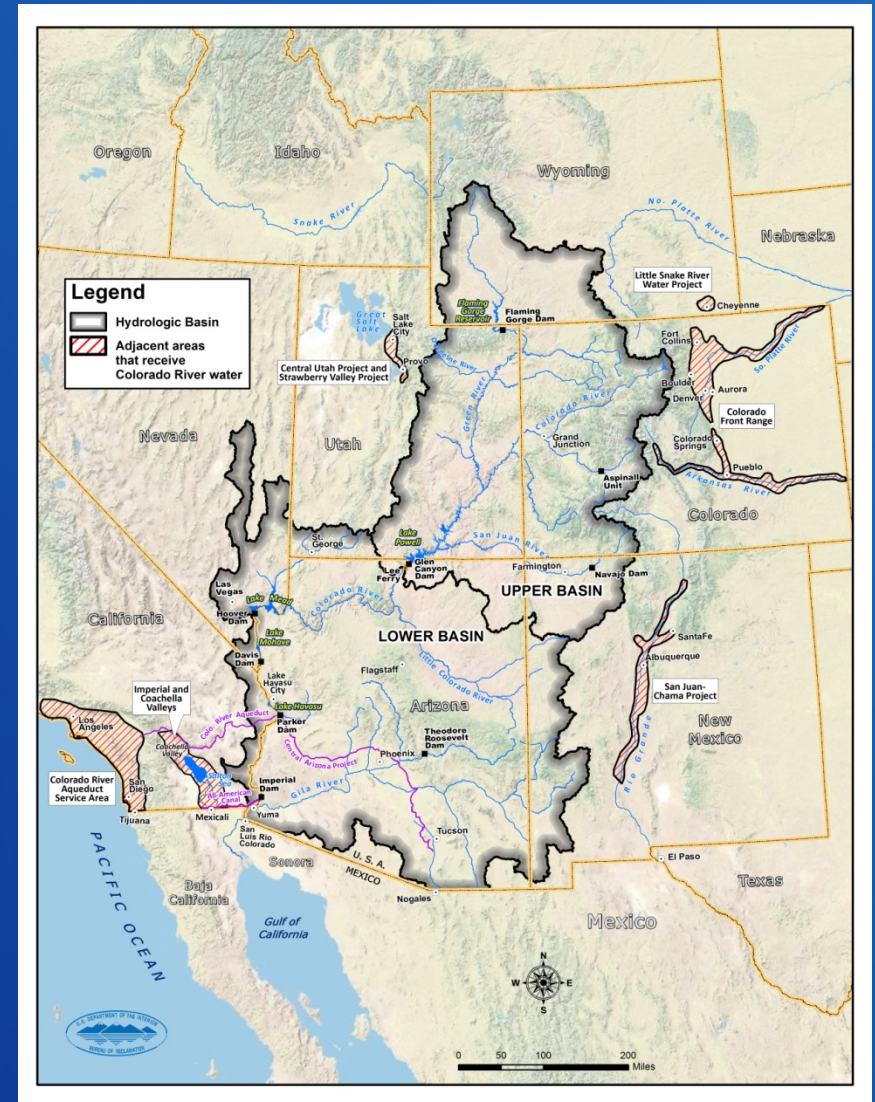 Oregon
Idaho
Wyoming
Snake River
No. Platte River
Nebraska
Legend
Hydrologic Basin
Adjacent areas
that receive
Colorado River water
Great
Salt
Lake
Salt
Lake
City
Provo
Central Utah Project and
Strawberry Valley Project
Flaming
Gorge
Reservoir
Flaming
Gorge Dam
Little Snake River
Water Project
Cheyenne
Fort
Collins
So. Platte River
Boulder
Denver
Aurora
Colorado
Front Range
Colorado
Springs
Pueblo
Arkansas River
Green River
Colorado River
Grand
Junction
Aspinall
Unit
Nevada
Utah
Colorado
St.
George
Lake
Powell
San Juan River
Lee
Ferry
Glen
Canyon
Dam
Farmington
Navajo Dam
UPPER BASIN
LOWER BASIN
Las
Vegas
Lake Mead
Hoover
Dam
Colorado River
California
Lake
Mohave
Davis
Dam
Lake
Havasu
City
Flagstaff
Little Colorado River
SantaFe
Albuquerque
San Juan-
Chama Project
New
Mexico
Rio Grande
Imperial and
Coachella
Valleys
Lake Havasu
Parker
Dam
Arizona
Los
Angeles
Colo. River Aqueduct
Coachella
Valley
Central Arizona Project
Theodore
Roosevelt
Dam
Phoenix
Colorado River
Aqueduct
Service Area
San
Diego
Salton
Sea
All-American
Canal
Imperial
Dam
Gila River
Tijuana
Mexicali
Yuma
San
Luis Rio
Colorado
Tucson
Sonora
U. S. A.
MEXICO
Nogales
El Paso
Texas
Mexico
Baja
California
Gulf of
California
PACIFIC OCEAN
N
W
E
S
U.S. DEPARTMENT OF THE INTERIOR
BUREAU OF RECLAMATION
0 50 100 200
Miles